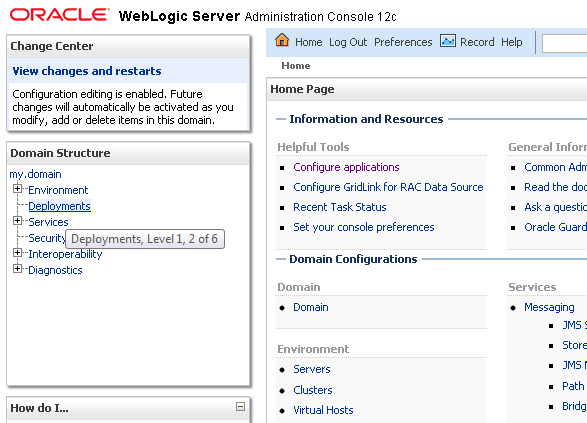 ORACLE WebLogic Server Administration Console 12c
Change Center
View changes and restarts
Configuration editing is enabled. Future
changes will automatically be activated as you
modify, add or delete items in this domain.
Domain Structure
my.domain
Environment
Deployments
Services
Security
Deployments, Level 1, 2 of 6
Interoperability
Diagnostics
How do I...
Home Log Out Preferences Record Help
Home
Home Page
Information and Resources
Helpful Tools
Configure applications
Configure GridLink for RAC Data Source
Recent Task Status
Set your console preferences
General Infor
Common Adm
Read the doc
Ask a questio
Oracle Guard
Domain Configurations
Domain
Domain
Environment
Servers
Clusters
Virtual Hosts
Services
Messaging
JMS S
Store
JMS M
Path
Bridg